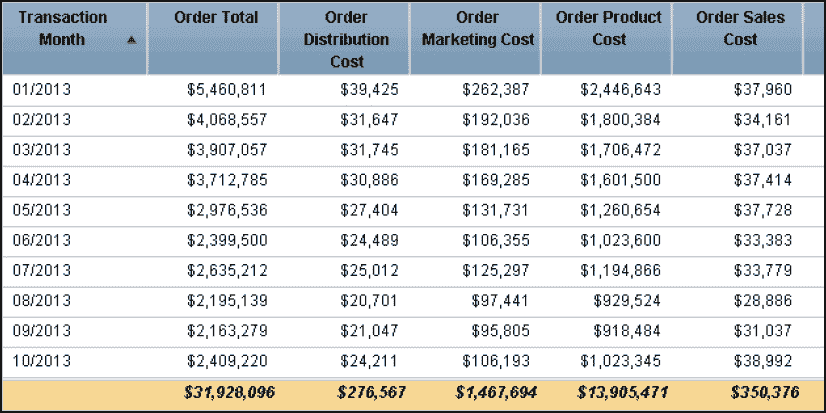 Transaction Month Order Total Order Distribution Cost Order Marketing Cost Order Product Cost Order Sales Cost
01/2013 $5,460,811 $39,425 $262,387 $2,446,643 $37,960
02/2013 $4,068,557 $31,647 $192,036 $1,800,384 $34,161
03/2013 $3,907,057 $31,745 $181,165 $1,706,472 $37,037
04/2013 $3,712,785 $30,886 $169,285 $1,601,500 $37,414
05/2013 $2,976,536 $27,404 $131,731 $1,260,654 $37,728
06/2013 $2,399,500 $24,489 $106,355 $1,023,600 $33,383
07/2013 $2,635,212 $25,012 $125,297 $1,194,866 $33,779
08/2013 $2,195,139 $20,701 $97,441 $929,524 $28,886
09/2013 $2,163,279 $21,047 $95,805 $918,484 $31,037
10/2013 $2,409,220 $24,211 $106,193 $1,023,345 $38,992
$31,928,096 $276,567 $1,467,694 $13,905,471 $350,376